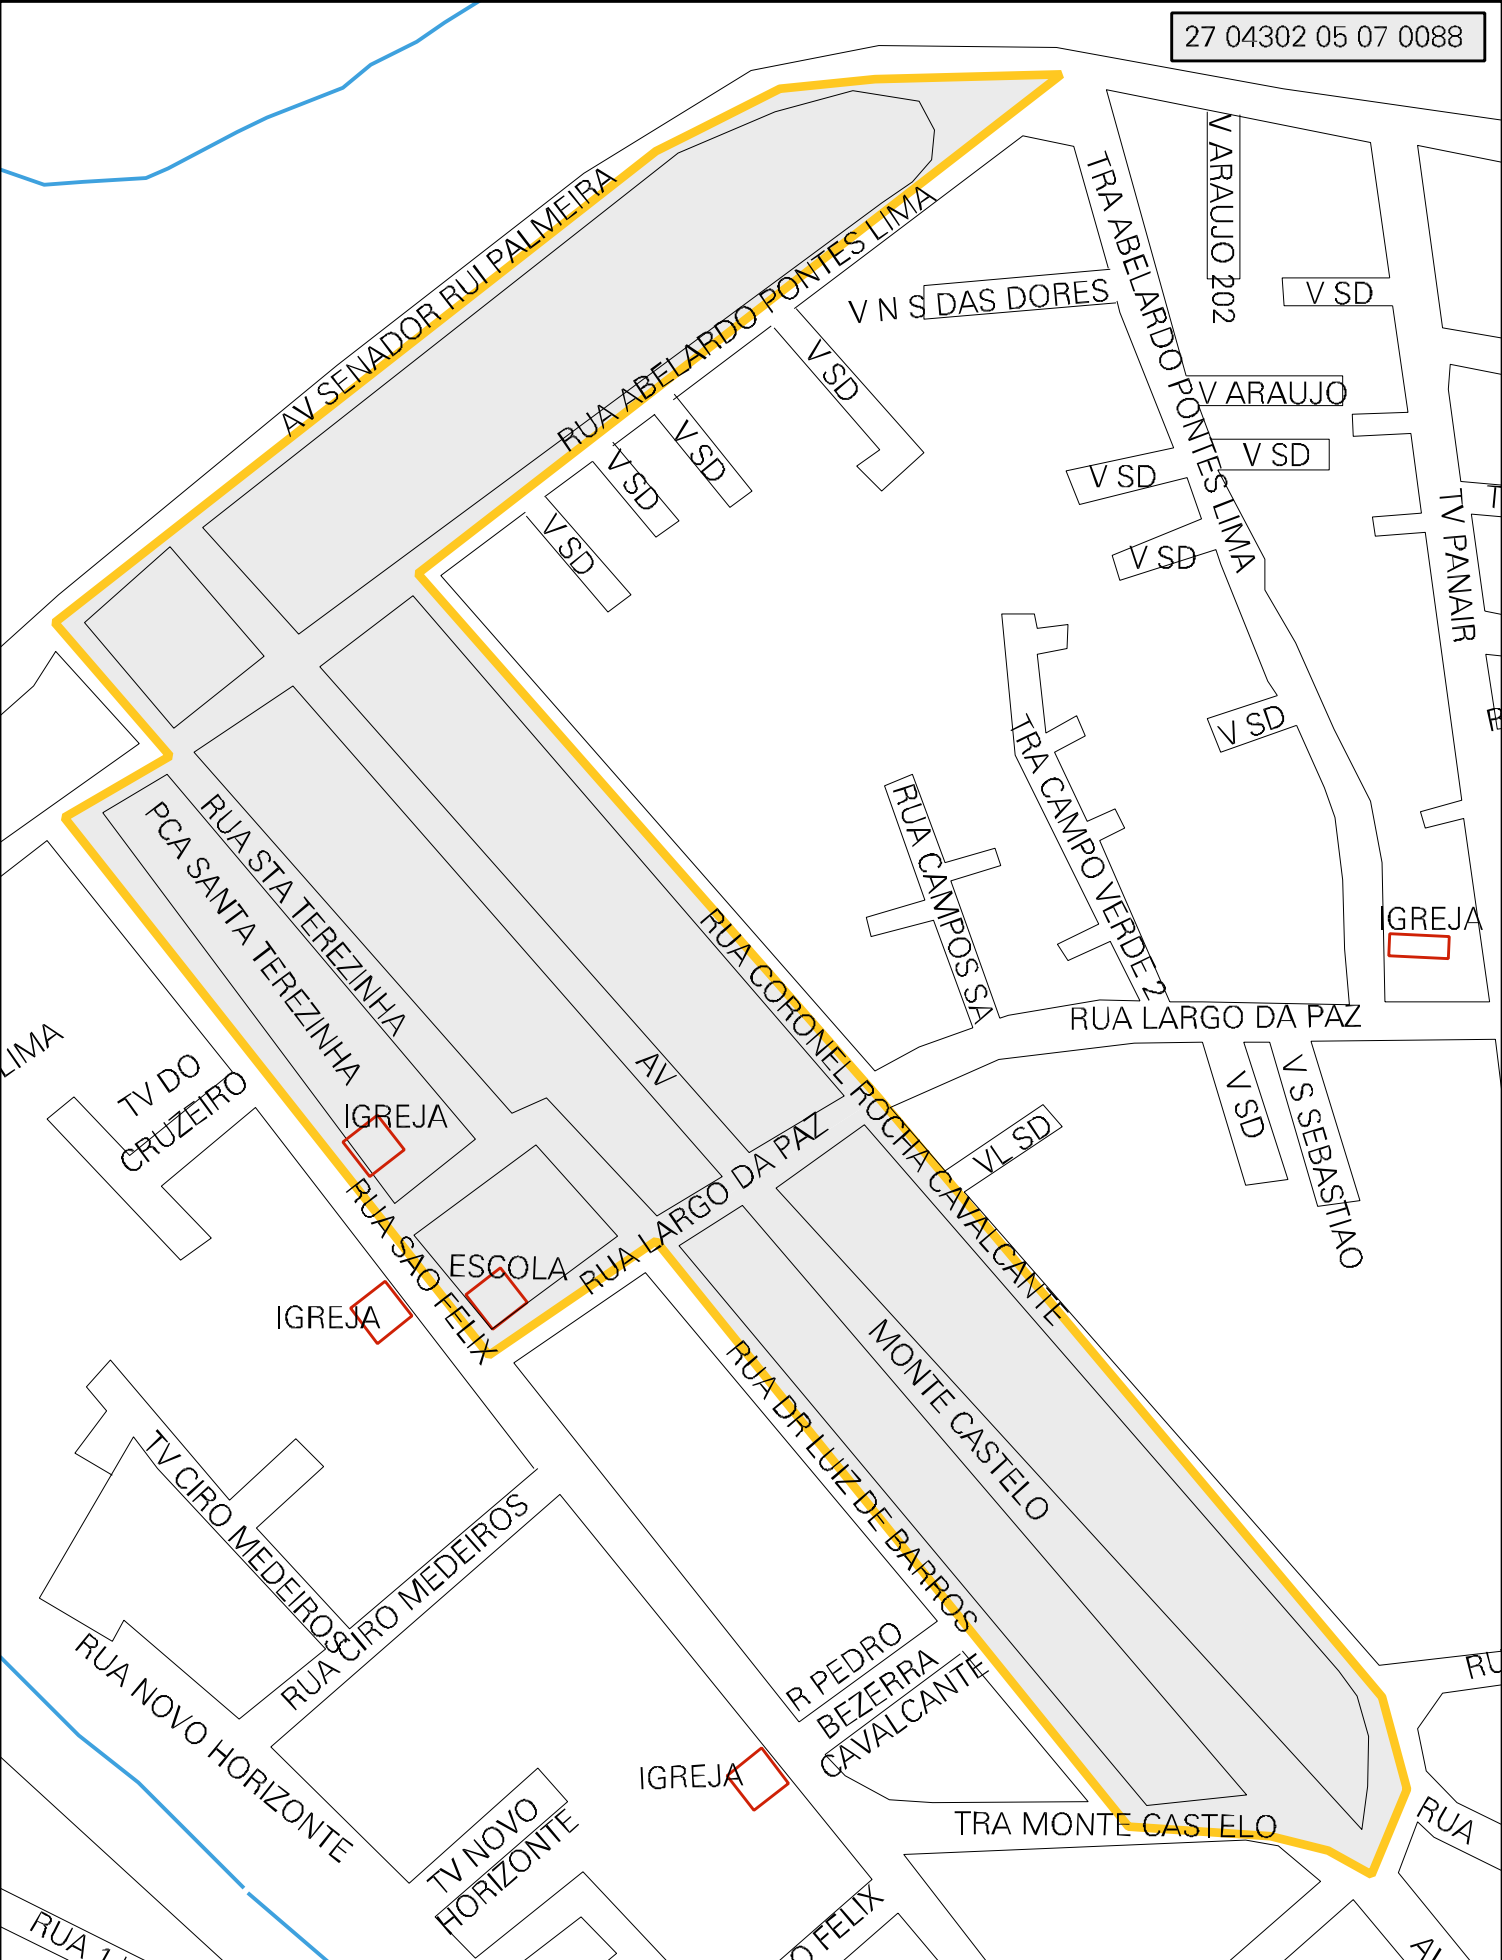 27 04302 05 07 0088
AV SENADOR RUI PALMEIRA
RUA ABELARDO PONTES LIMA
TRA ABELARDO PONTES LIMA
V ARAUJO 202
V N S DAS DORES
V SD
V SD
V ARAUJO
V SD
V SD
V SD
V SD
V SD
V SD
V SD
TV PANAIR
V SD
TRA CAMPO VERDE 2
RUA CAMPOS SA
PCA SANTA TEREZINHA
RUA STA TEREZINHA
RUA CORONEL ROCHA CAVALCANTE
IGREJA
RUA LARGO DA PAZ
LIMA
TV DO
CRUZEIRO
AV
IGREJA
V SD
V S SEBASTIAO
VL SD
RUA LARGO DA PAZ
RUA SAO FELIX
ESCOLA
IGREJA
MONTE CASTELO
RUA DR LUIZ DE BARROS
TV CIRO MEDEIROS
RUA CIRO MEDEIROS
RUA NOVO HORIZONTE
R PEDRO
BEZERRA
CAVALCANTE
RU
IGREJA
TV NOVO
HORIZONTE
TRA MONTE CASTELO
RUA
O FELIX
RUA 1